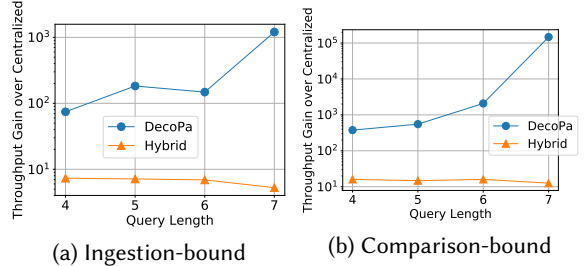 Throughput Gain over Centralized
10³
10²
10¹
DecoPa
Hybrid
4 5 6 7
Query Length
(a) Ingestion-bound
Throughput Gain over Centralized
10⁵
10⁴
10³
10²
10¹
DecoPa
Hybrid
4 5 6 7
Query Length
(b) Comparison-bound